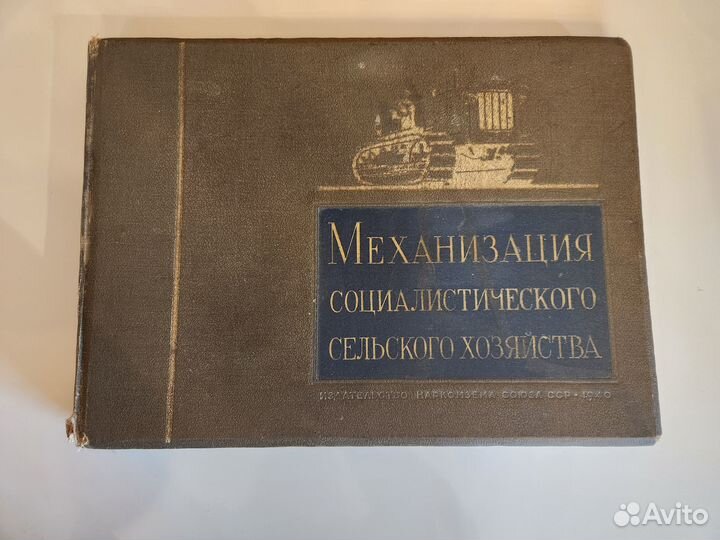 МЕХАНИЗАЦИЯ
СОЦИАЛИСТИЧЕСКОГО
СЕЛЬСКОГО ХОЗЯЙСТВА
ИЗДАТЕЛЬСТВО НАРКОМЗЕМА СОЮЗА ССР • 1940
Avito